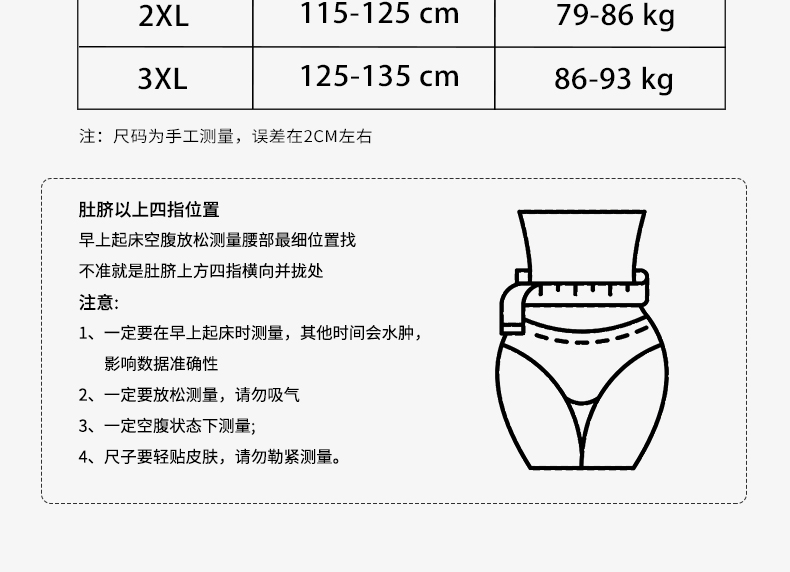 2XL 115-125 cm 79-86 kg
3XL 125-135 cm 86-93 kg
注：尺码为手工测量，误差在2CM左右
肚脐以上四指位置
早上起床空腹放松测量腰部最细位置找
不准就是肚脐上方四指横向并拢处
注意:
1、一定要在早上起床时测量，其他时间会水肿，
影响数据准确性
2、一定要放松测量，请勿吸气
3、一定空腹状态下测量;
4、尺子要轻贴皮肤，请勿勒紧测量。